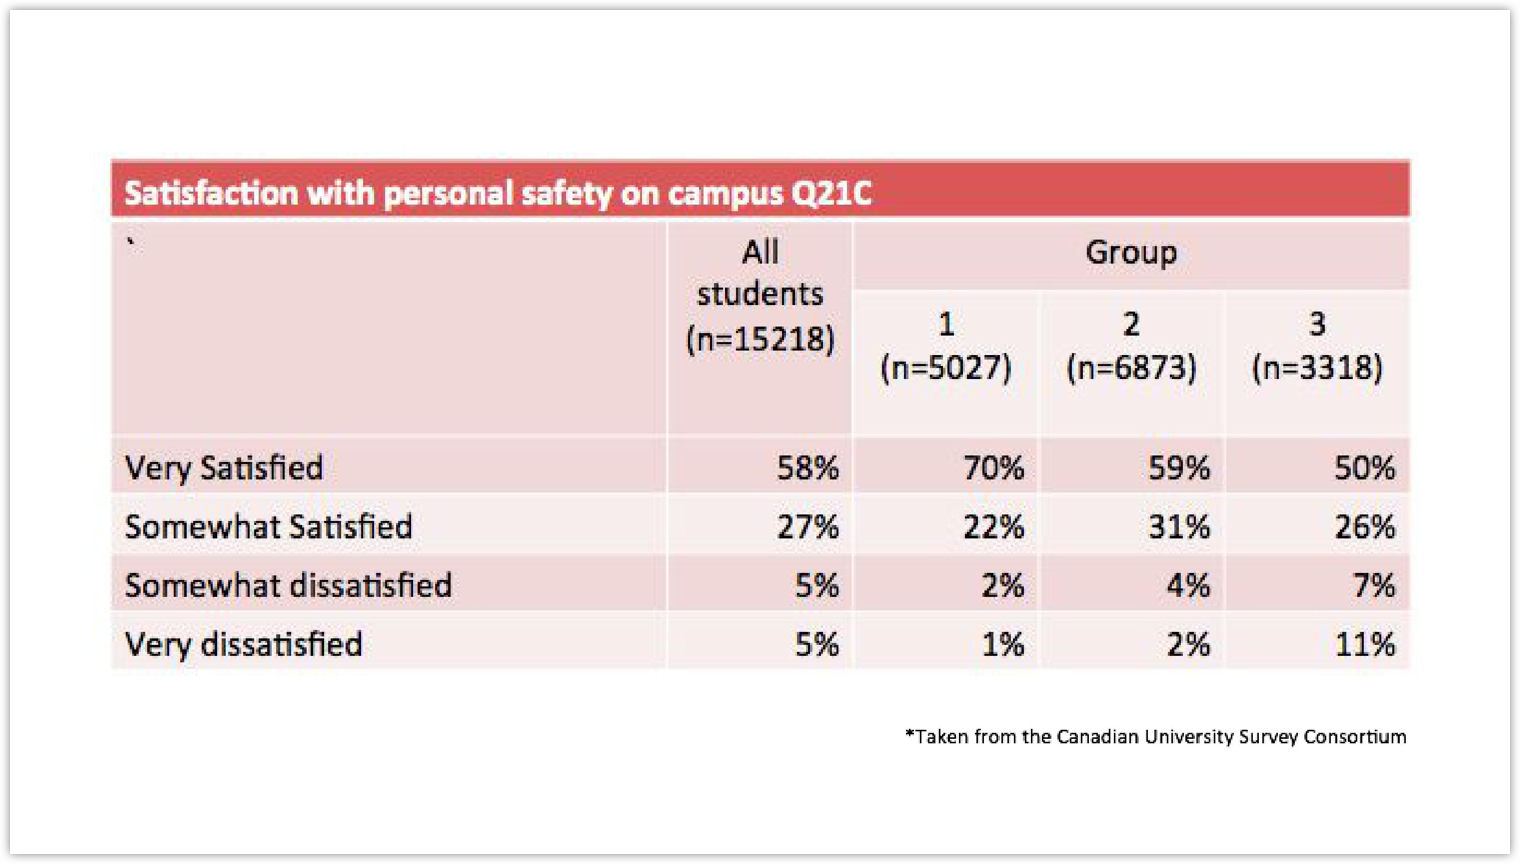 Satisfaction with personal safety on campus Q21C
` All students (n=15218) Group
1 (n=5027) 2 (n=6873) 3 (n=3318)
Very Satisfied 58% 70% 59% 50%
Somewhat Satisfied 27% 22% 31% 26%
Somewhat dissatisfied 5% 2% 4% 7%
Very dissatisfied 5% 1% 2% 11%
*Taken from the Canadian University Survey Consortium